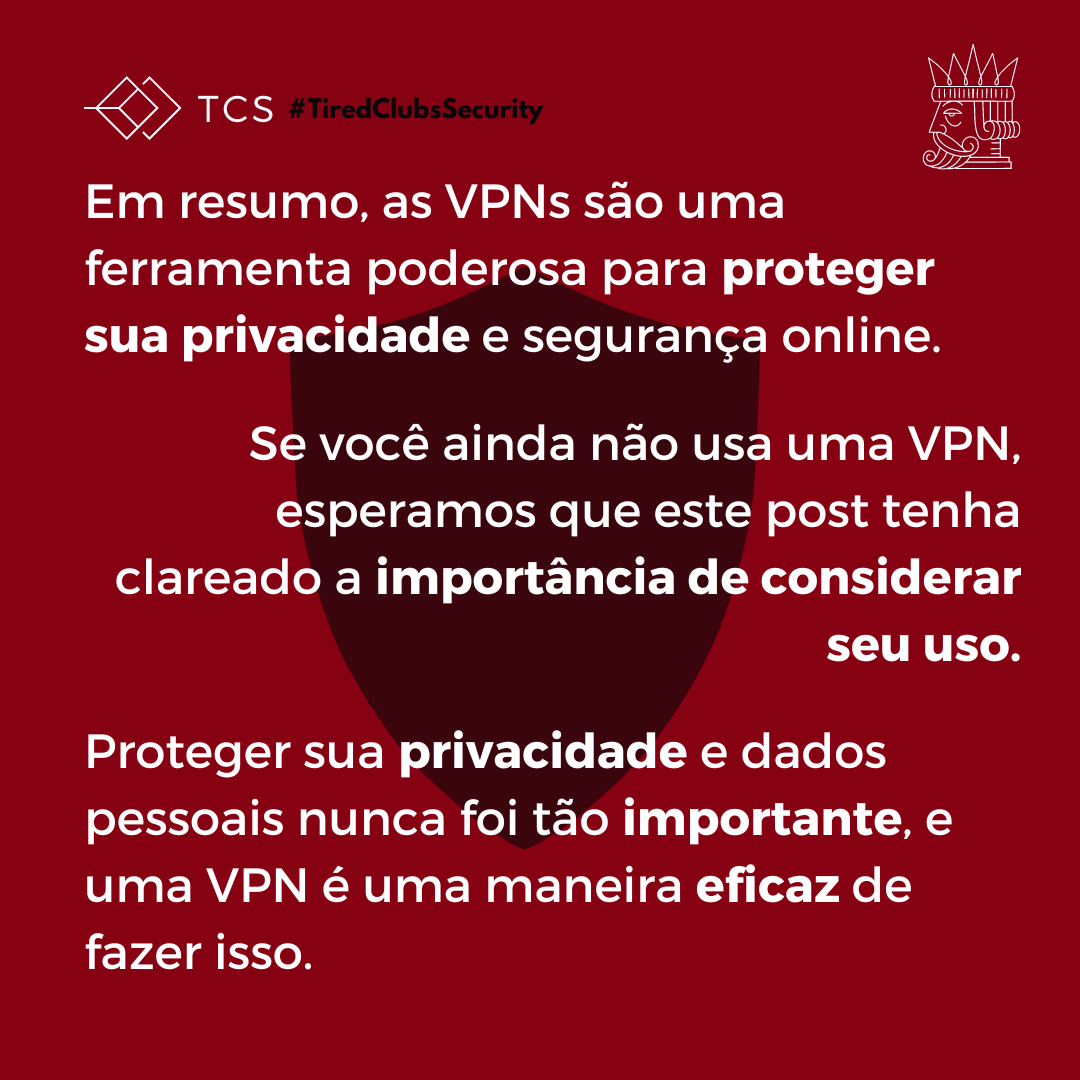 TCS #TiredClubsSecurity
Em resumo, as VPNs são uma
ferramenta poderosa para proteger
sua privacidade e segurança online.
Se você ainda não usa uma VPN,
esperamos que este post tenha
clareado a importância de considerar
seu uso.
Proteger sua privacidade e dados
pessoais nunca foi tão importante, e
uma VPN é uma maneira eficaz de
fazer isso.